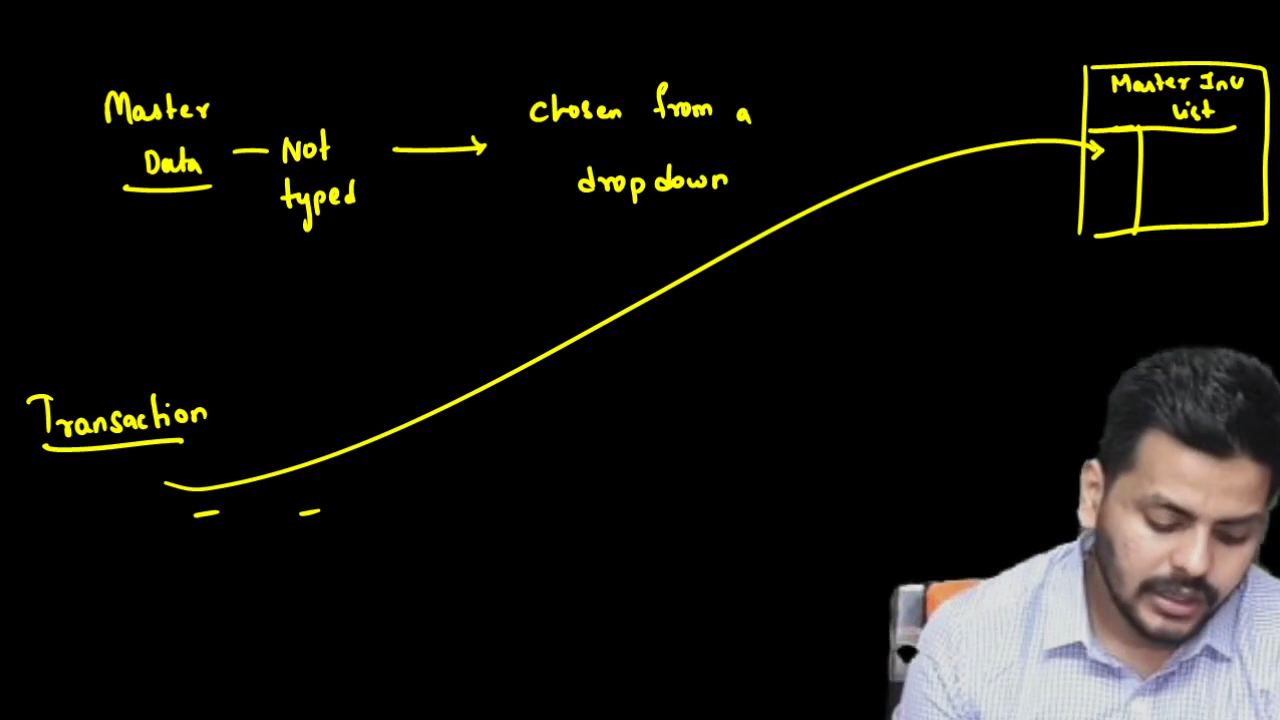 Master
Data – Not
typed
Chosen from a
dropdown
Master Inv
List
Transaction